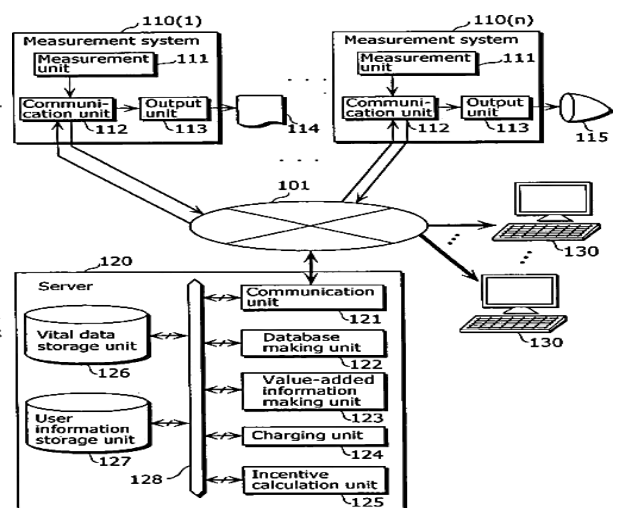 110(1)
Measurement system
Measurement
unit
111
Communi-
cation unit
112
Output
unit
113
114
110(n)
Measurement system
Measurement
unit
111
Communi-
cation unit
112
Output
unit
113
115
101
130
130
120
Server
Communication
unit
121
Vital data
storage unit
126
Database
making unit
122
Value-added
information
making unit
123
User
information
storage unit
127
Charging unit
124
128
Incentive
calculation unit
125